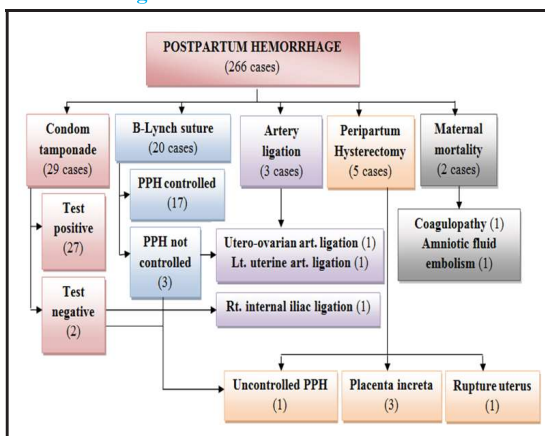 POSTPARTUM HEMORRHAGE
(266 cases)
Condom
tamponade
(29 cases)
B-Lynch suture
(20 cases)
Artery
ligation
(3 cases)
Peripartum
Hysterectomy
(5 cases)
Maternal
mortality
(2 cases)
PPH controlled
(17)
Test
positive
(27)
PPH not
controlled
(3)
Utero-ovarian art. ligation (1)
Lt. uterine art. ligation (1)
Coagulopathy (1)
Amniotic fluid
embolism (1)
Test
negative
(2)
Rt. internal iliac ligation (1)
Uncontrolled PPH
(1)
Placenta increta
(3)
Rupture uterus
(1)